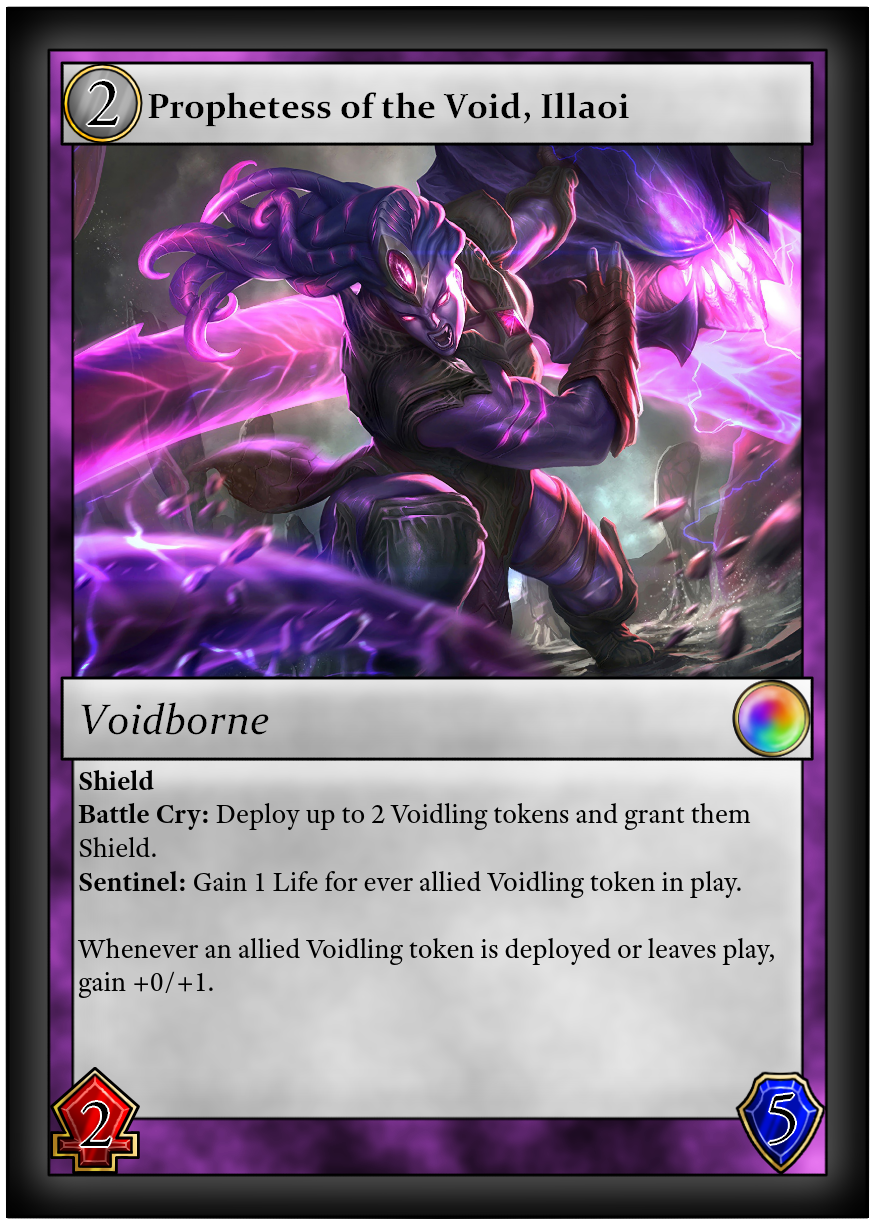 2 Prophetess of the Void, Illaoi
Voidborne
Shield
Battle Cry: Deploy up to 2 Voidling tokens and grant them
Shield.
Sentinel: Gain 1 Life for ever allied Voidling token in play.
Whenever an allied Voidling token is deployed or leaves play,
gain +0/+1.
2
5